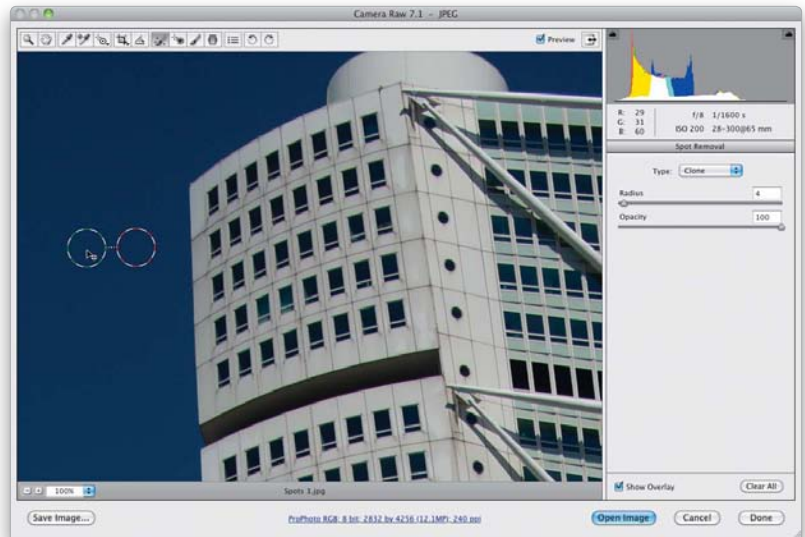 Camera Raw 7.1 – JPEG
Preview
R: 29
G: 31
B: 60
f/8 1/1600 s
ISO 200 28-300@65 mm
Spot Removal
Type: Clone
Radius 4
Opacity 100
100%
Spots 3.jpg
Show Overlay
Clear All
Save Image...
ProPhoto RGB; 8 bit; 2832 by 4256 (12.1MP); 240 ppi
Open Image
Cancel
Done